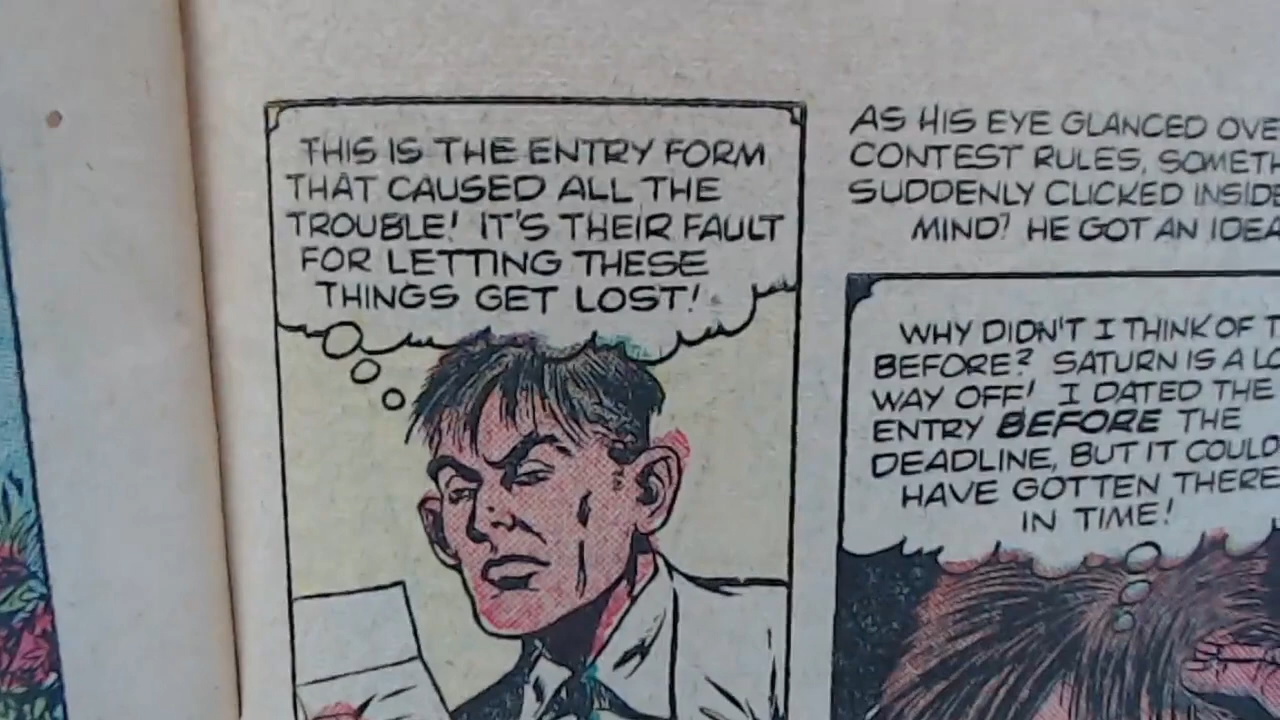 THIS IS THE ENTRY FORM
THAT CAUSED ALL THE
TROUBLE! IT'S THEIR FAULT
FOR LETTING THESE
THINGS GET LOST!
AS HIS EYE GLANCED
CONTEST RULES,
SUDDENLY CLICKED
MIND? HE GOT AN
WHY DIDN'T I THINK OF
BEFORE? SATURN IS A
WAY OFF! I DATED THE
ENTRY BEFORE THE
DEADLINE, BUT IT COULD
HAVE GOTTEN THERE
IN TIME!